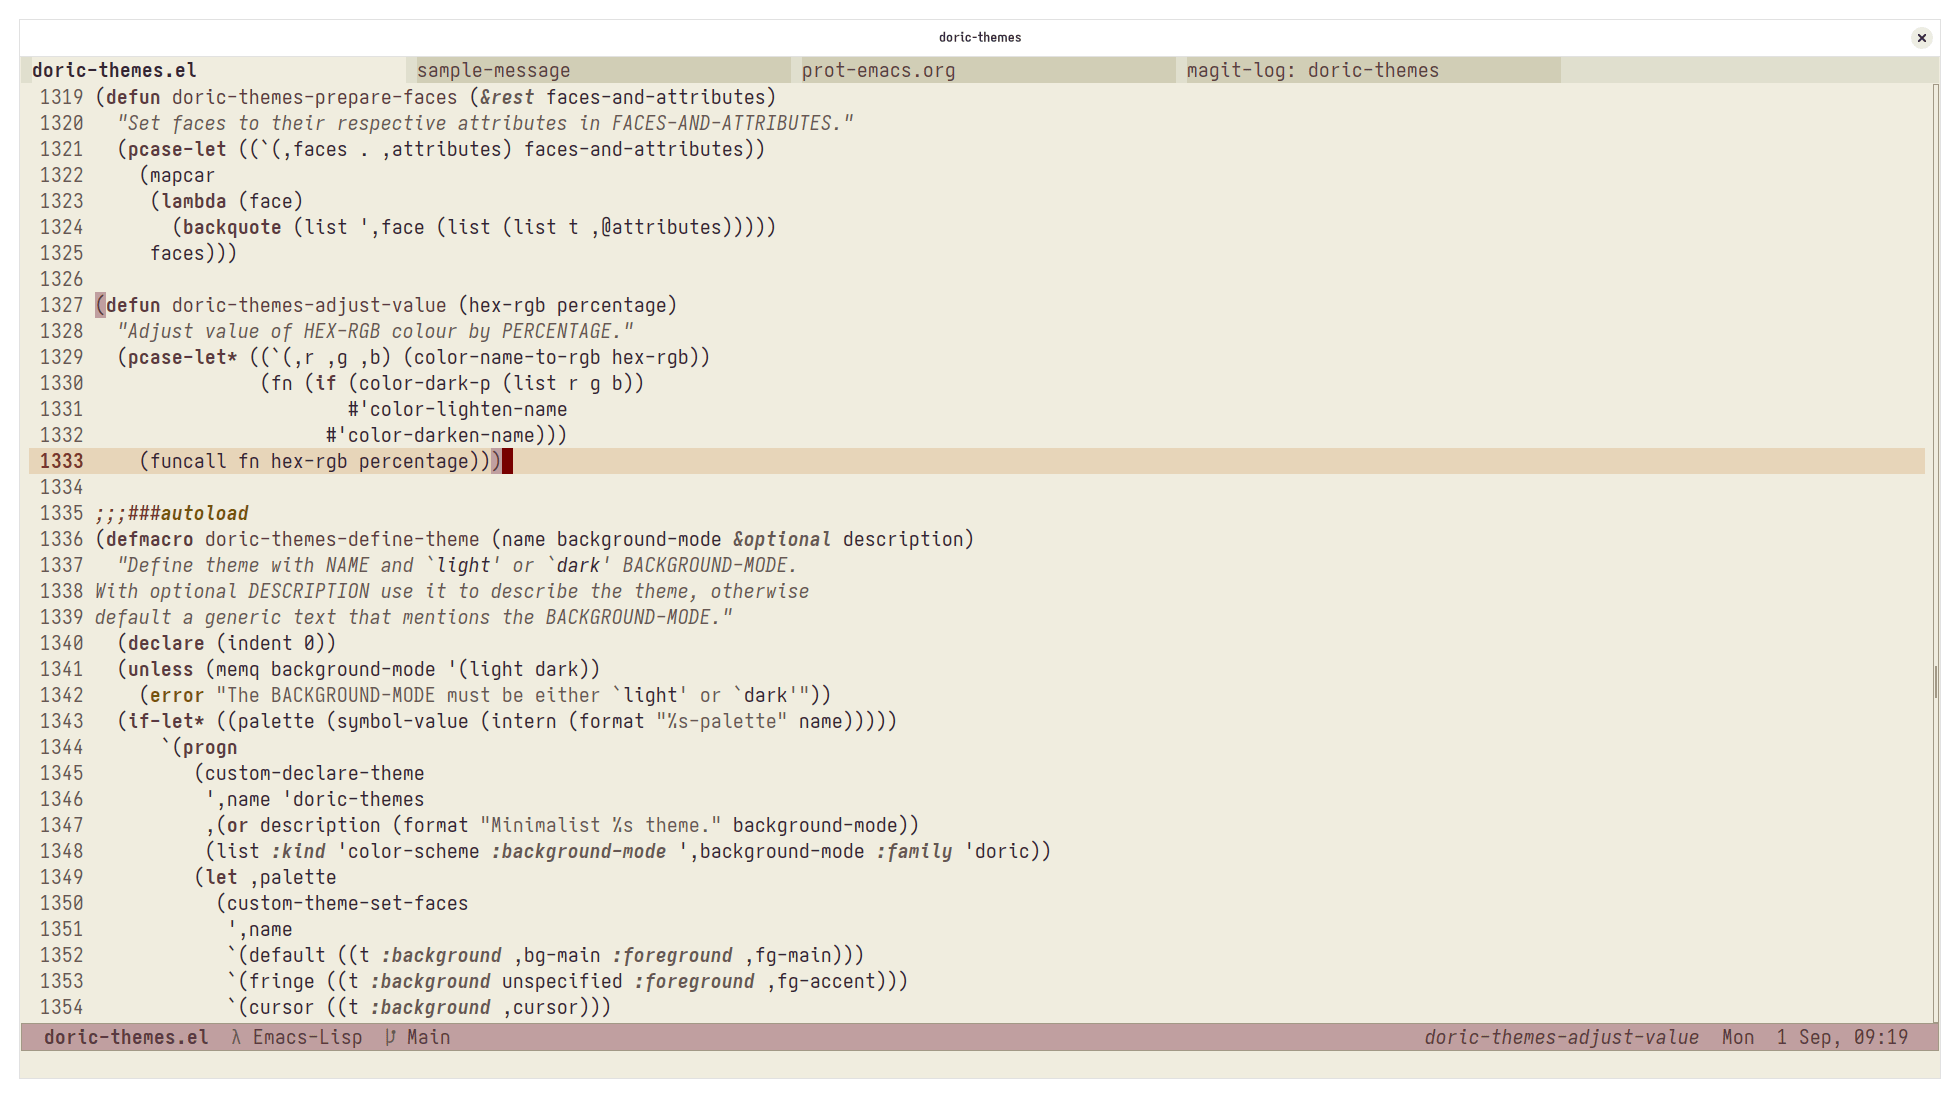 doric-themes
doric-themes.el sample-message prot-emacs.org magit-log: doric-themes
1319 (defun doric-themes-prepare-faces (&rest faces-and-attributes)
1320   "Set faces to their respective attributes in FACES-AND-ATTRIBUTES."
1321   (pcase-let ((`(,faces . ,attributes) faces-and-attributes))
1322     (mapcar
1323      (lambda (face)
1324        (backquote (list ',face (list (list t ,@attributes)))))
1325      faces)))
1326
1327 (defun doric-themes-adjust-value (hex-rgb percentage)
1328   "Adjust value of HEX-RGB colour by PERCENTAGE."
1329   (pcase-let* ((`(,r ,g ,b) (color-name-to-rgb hex-rgb))
1330                (fn (if (color-dark-p (list r g b))
1331                        #'color-lighten-name
1332                      #'color-darken-name)))
1333     (funcall fn hex-rgb percentage)))
1334
1335 ;;;###autoload
1336 (defmacro doric-themes-define-theme (name background-mode &optional description)
1337   "Define theme with NAME and `light' or `dark' BACKGROUND-MODE.
1338 With optional DESCRIPTION use it to describe the theme, otherwise
1339 default a generic text that mentions the BACKGROUND-MODE."
1340   (declare (indent 0))
1341   (unless (memq background-mode '(light dark))
1342     (error "The BACKGROUND-MODE must be either `light' or `dark'"))
1343   (if-let* ((palette (symbol-value (intern (format "%s-palette" name)))))
1344       `(progn
1345          (custom-declare-theme
1346           ',name 'doric-themes
1347           ,(or description (format "Minimalist %s theme." background-mode))
1348           (list :kind 'color-scheme :background-mode ',background-mode :family 'doric))
1349          (let ,palette
1350            (custom-theme-set-faces
1351             ',name
1352             `(default ((t :background ,bg-main :foreground ,fg-main)))
1353             `(fringe ((t :background unspecified :foreground ,fg-accent)))
1354             `(cursor ((t :background ,cursor)))
doric-themes.el λ Emacs-Lisp Main doric-themes-adjust-value Mon 1 Sep, 09:19